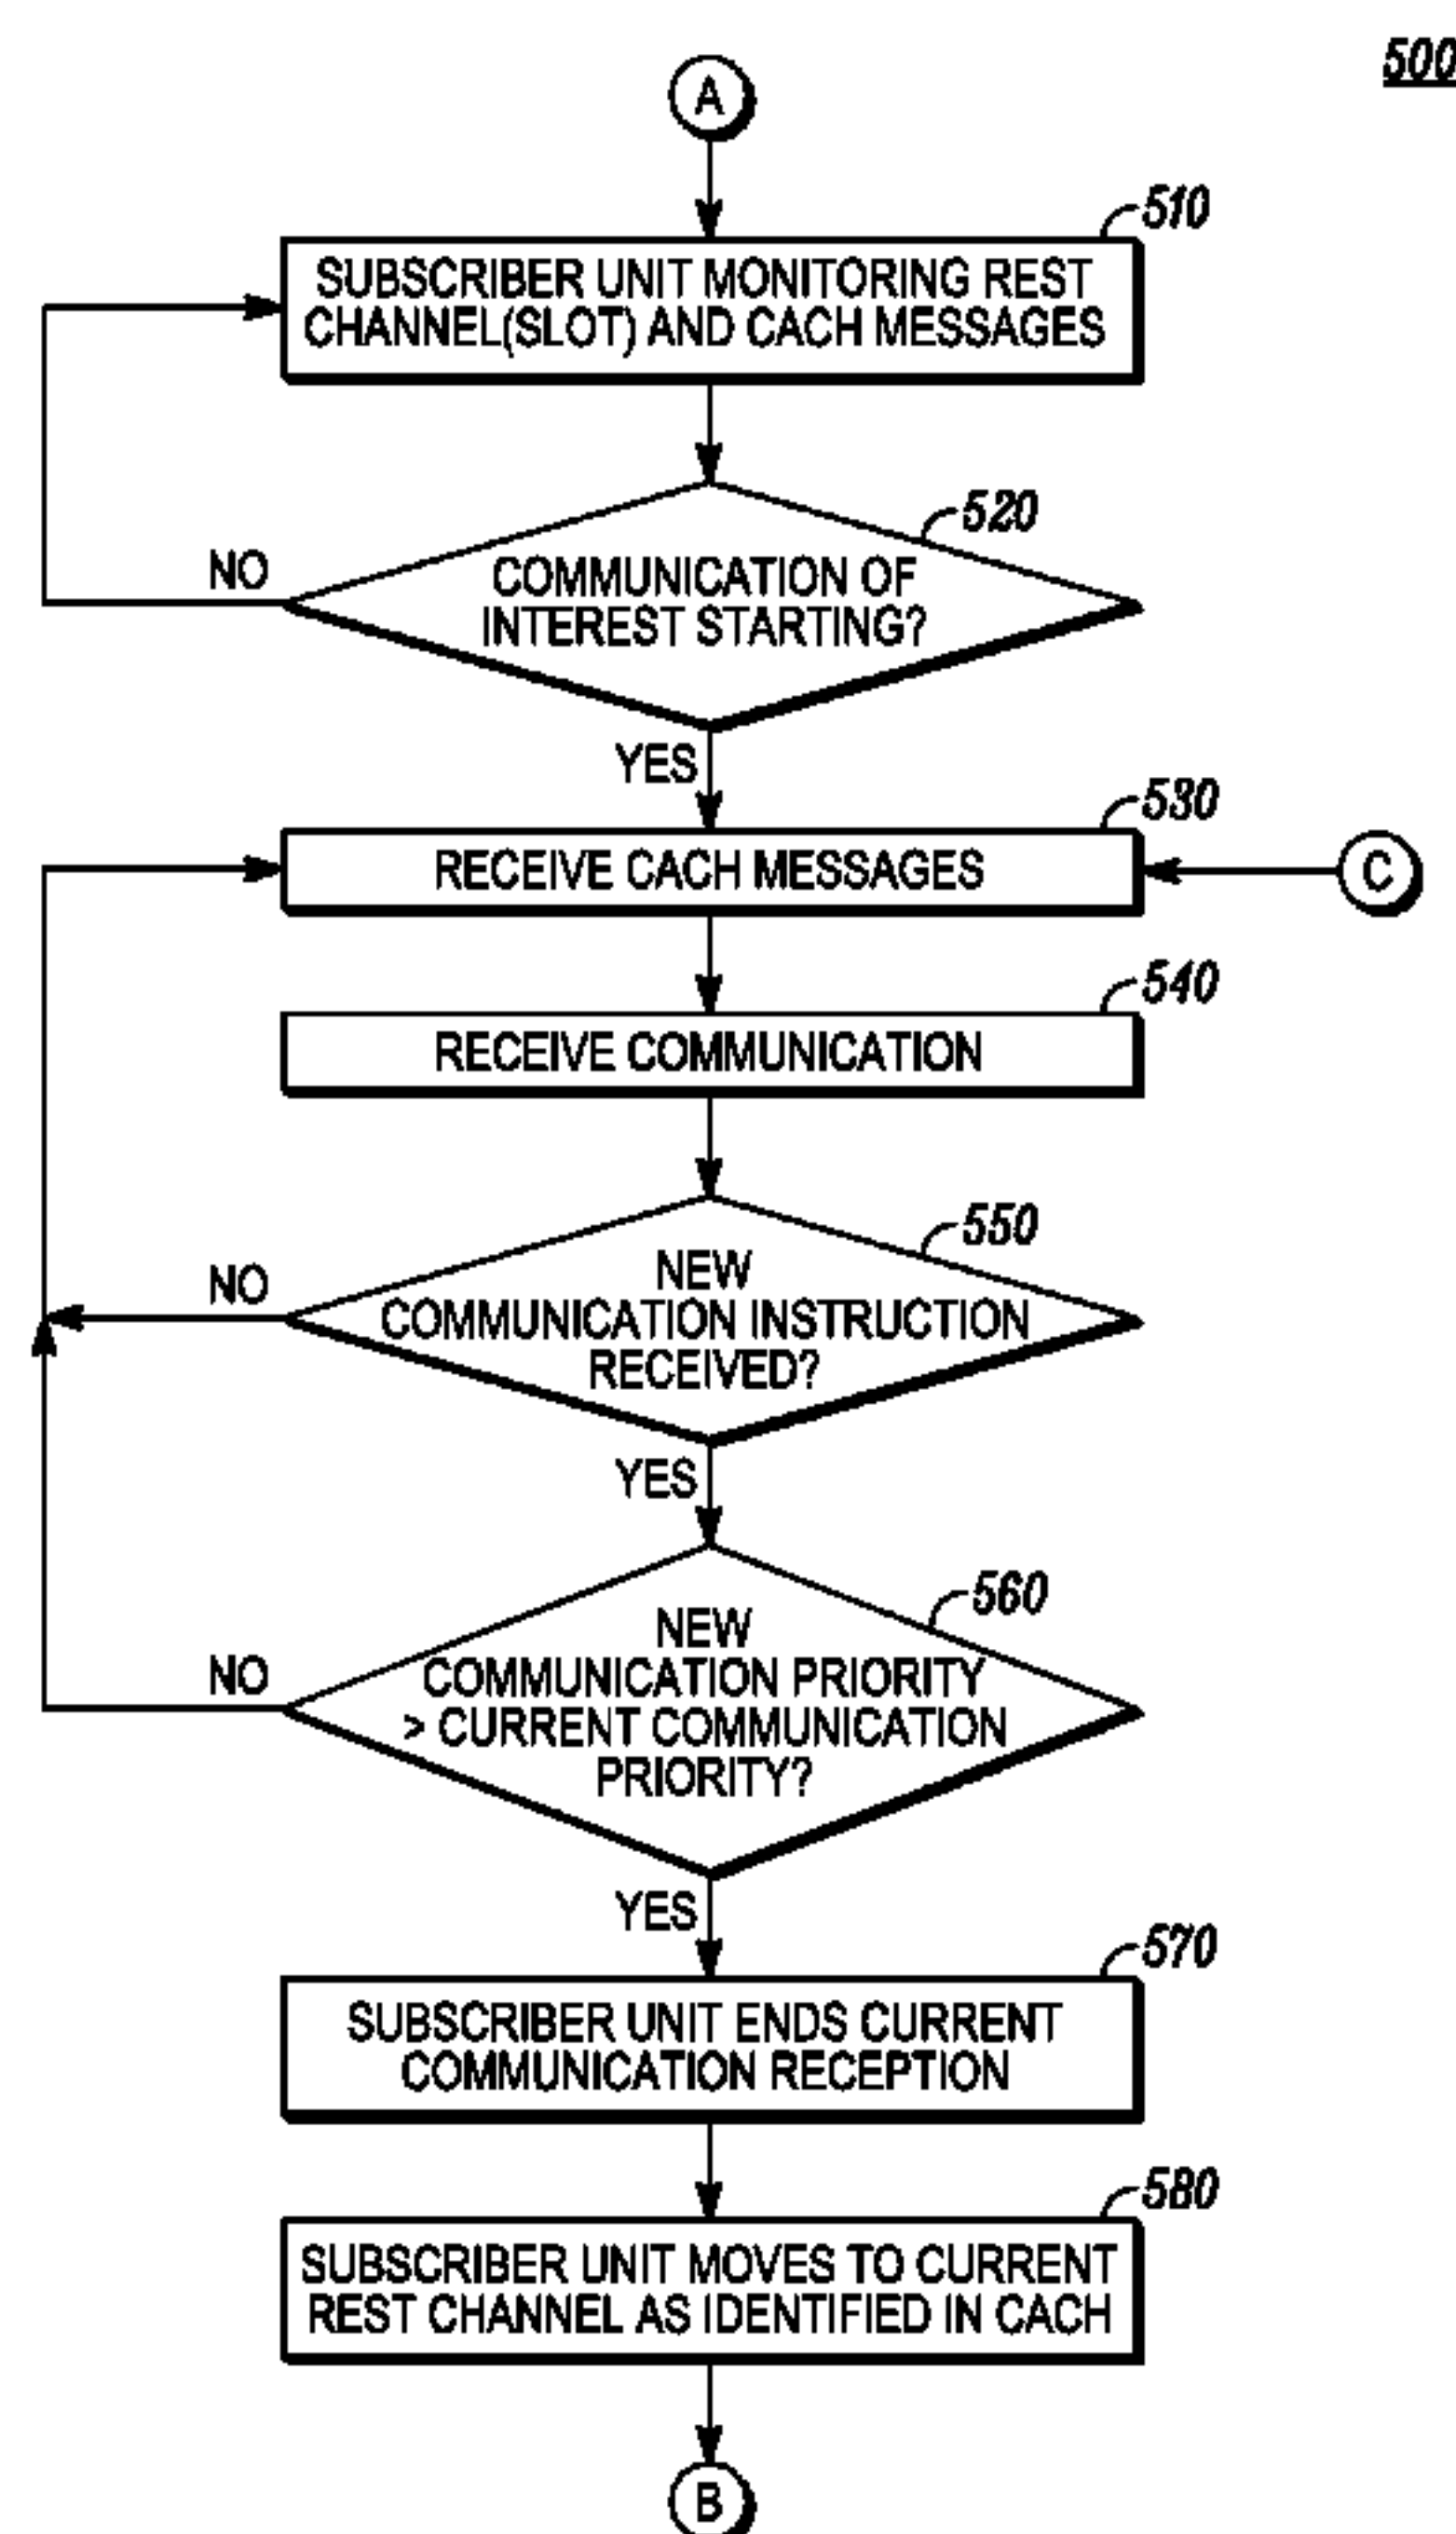 500
A
510
SUBSCRIBER UNIT MONITORING REST
CHANNEL(SLOT) AND CACH MESSAGES
520
NO
COMMUNICATION OF
INTEREST STARTING?
YES
530
RECEIVE CACH MESSAGES
C
540
RECEIVE COMMUNICATION
550
NO
NEW
COMMUNICATION INSTRUCTION
RECEIVED?
YES
560
NO
NEW
COMMUNICATION PRIORITY
> CURRENT COMMUNICATION
PRIORITY?
YES
570
SUBSCRIBER UNIT ENDS CURRENT
COMMUNICATION RECEPTION
580
SUBSCRIBER UNIT MOVES TO CURRENT
REST CHANNEL AS IDENTIFIED IN CACH
B